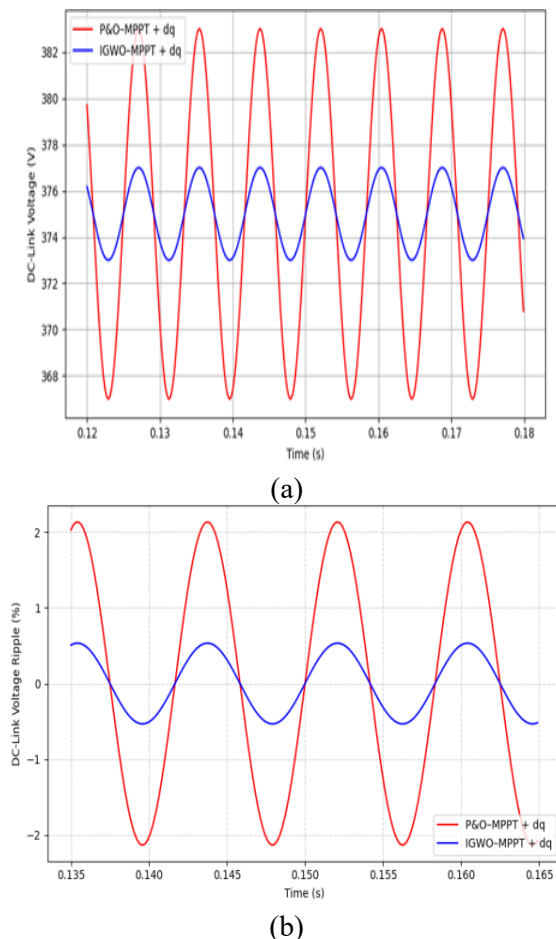 P&O–MPPT + dq
IGWO–MPPT + dq
DC-Link Voltage (V)
382
380
378
376
374
372
370
368
0.12
0.13
0.14
0.15
0.16
0.17
0.18
Time (s)
(a)
DC-Link Voltage Ripple (%)
2
1
0
−1
−2
P&O–MPPT + dq
IGWO–MPPT + dq
0.135
0.140
0.145
0.150
0.155
0.160
0.165
Time (s)
(b)